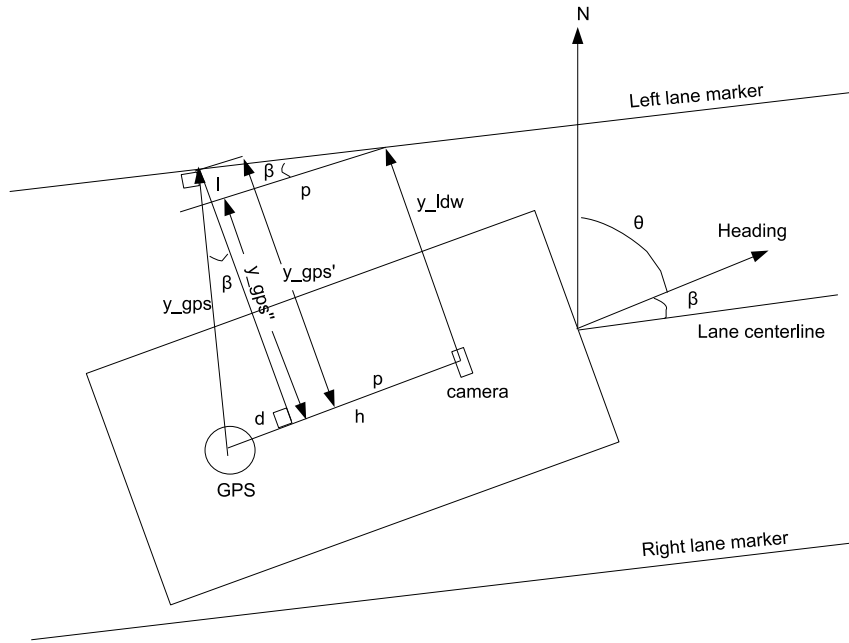 N
Left lane marker
l
β
p
y_ldw
θ
Heading
y_gps'
y_gps
β
y_gps"
β
Lane centerline
p
camera
d
h
GPS
Right lane marker